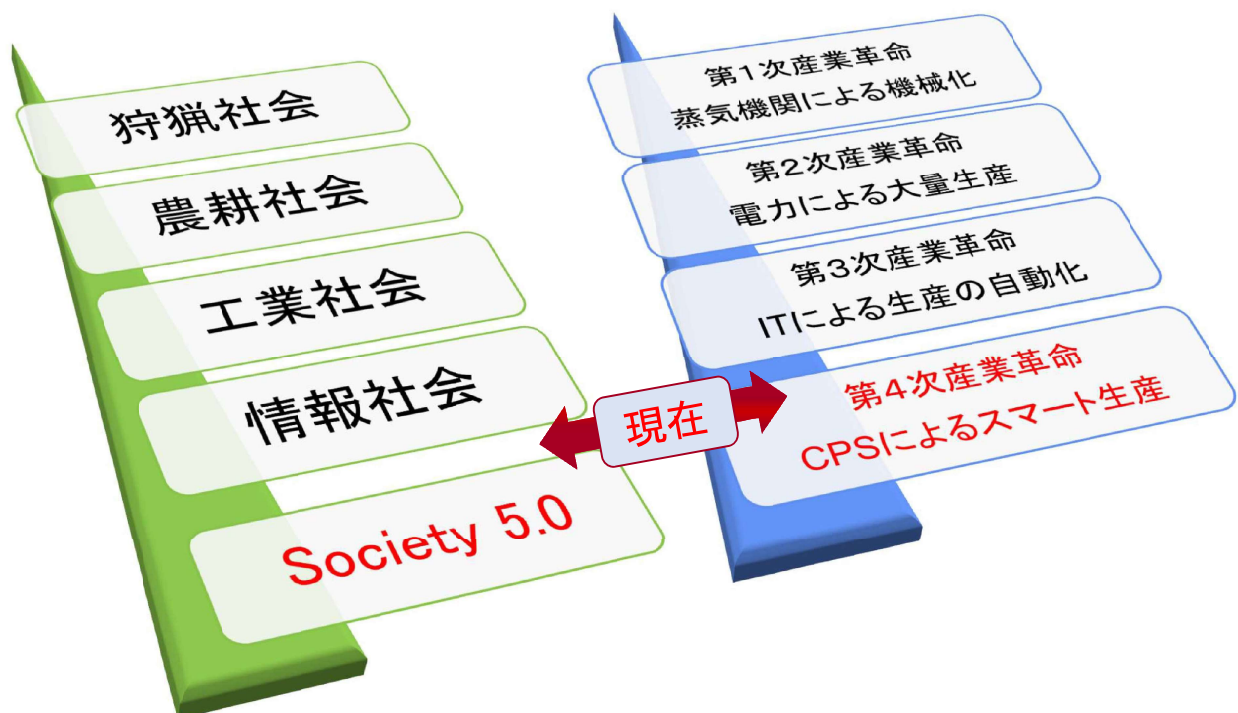 狩猟社会
農耕社会
工業社会
情報社会
Society 5.0
現在
第1次産業革命
蒸気機関による機械化
第2次産業革命
電力による大量生産
第3次産業革命
ITによる生産の自動化
第4次産業革命
CPSによるスマート生産